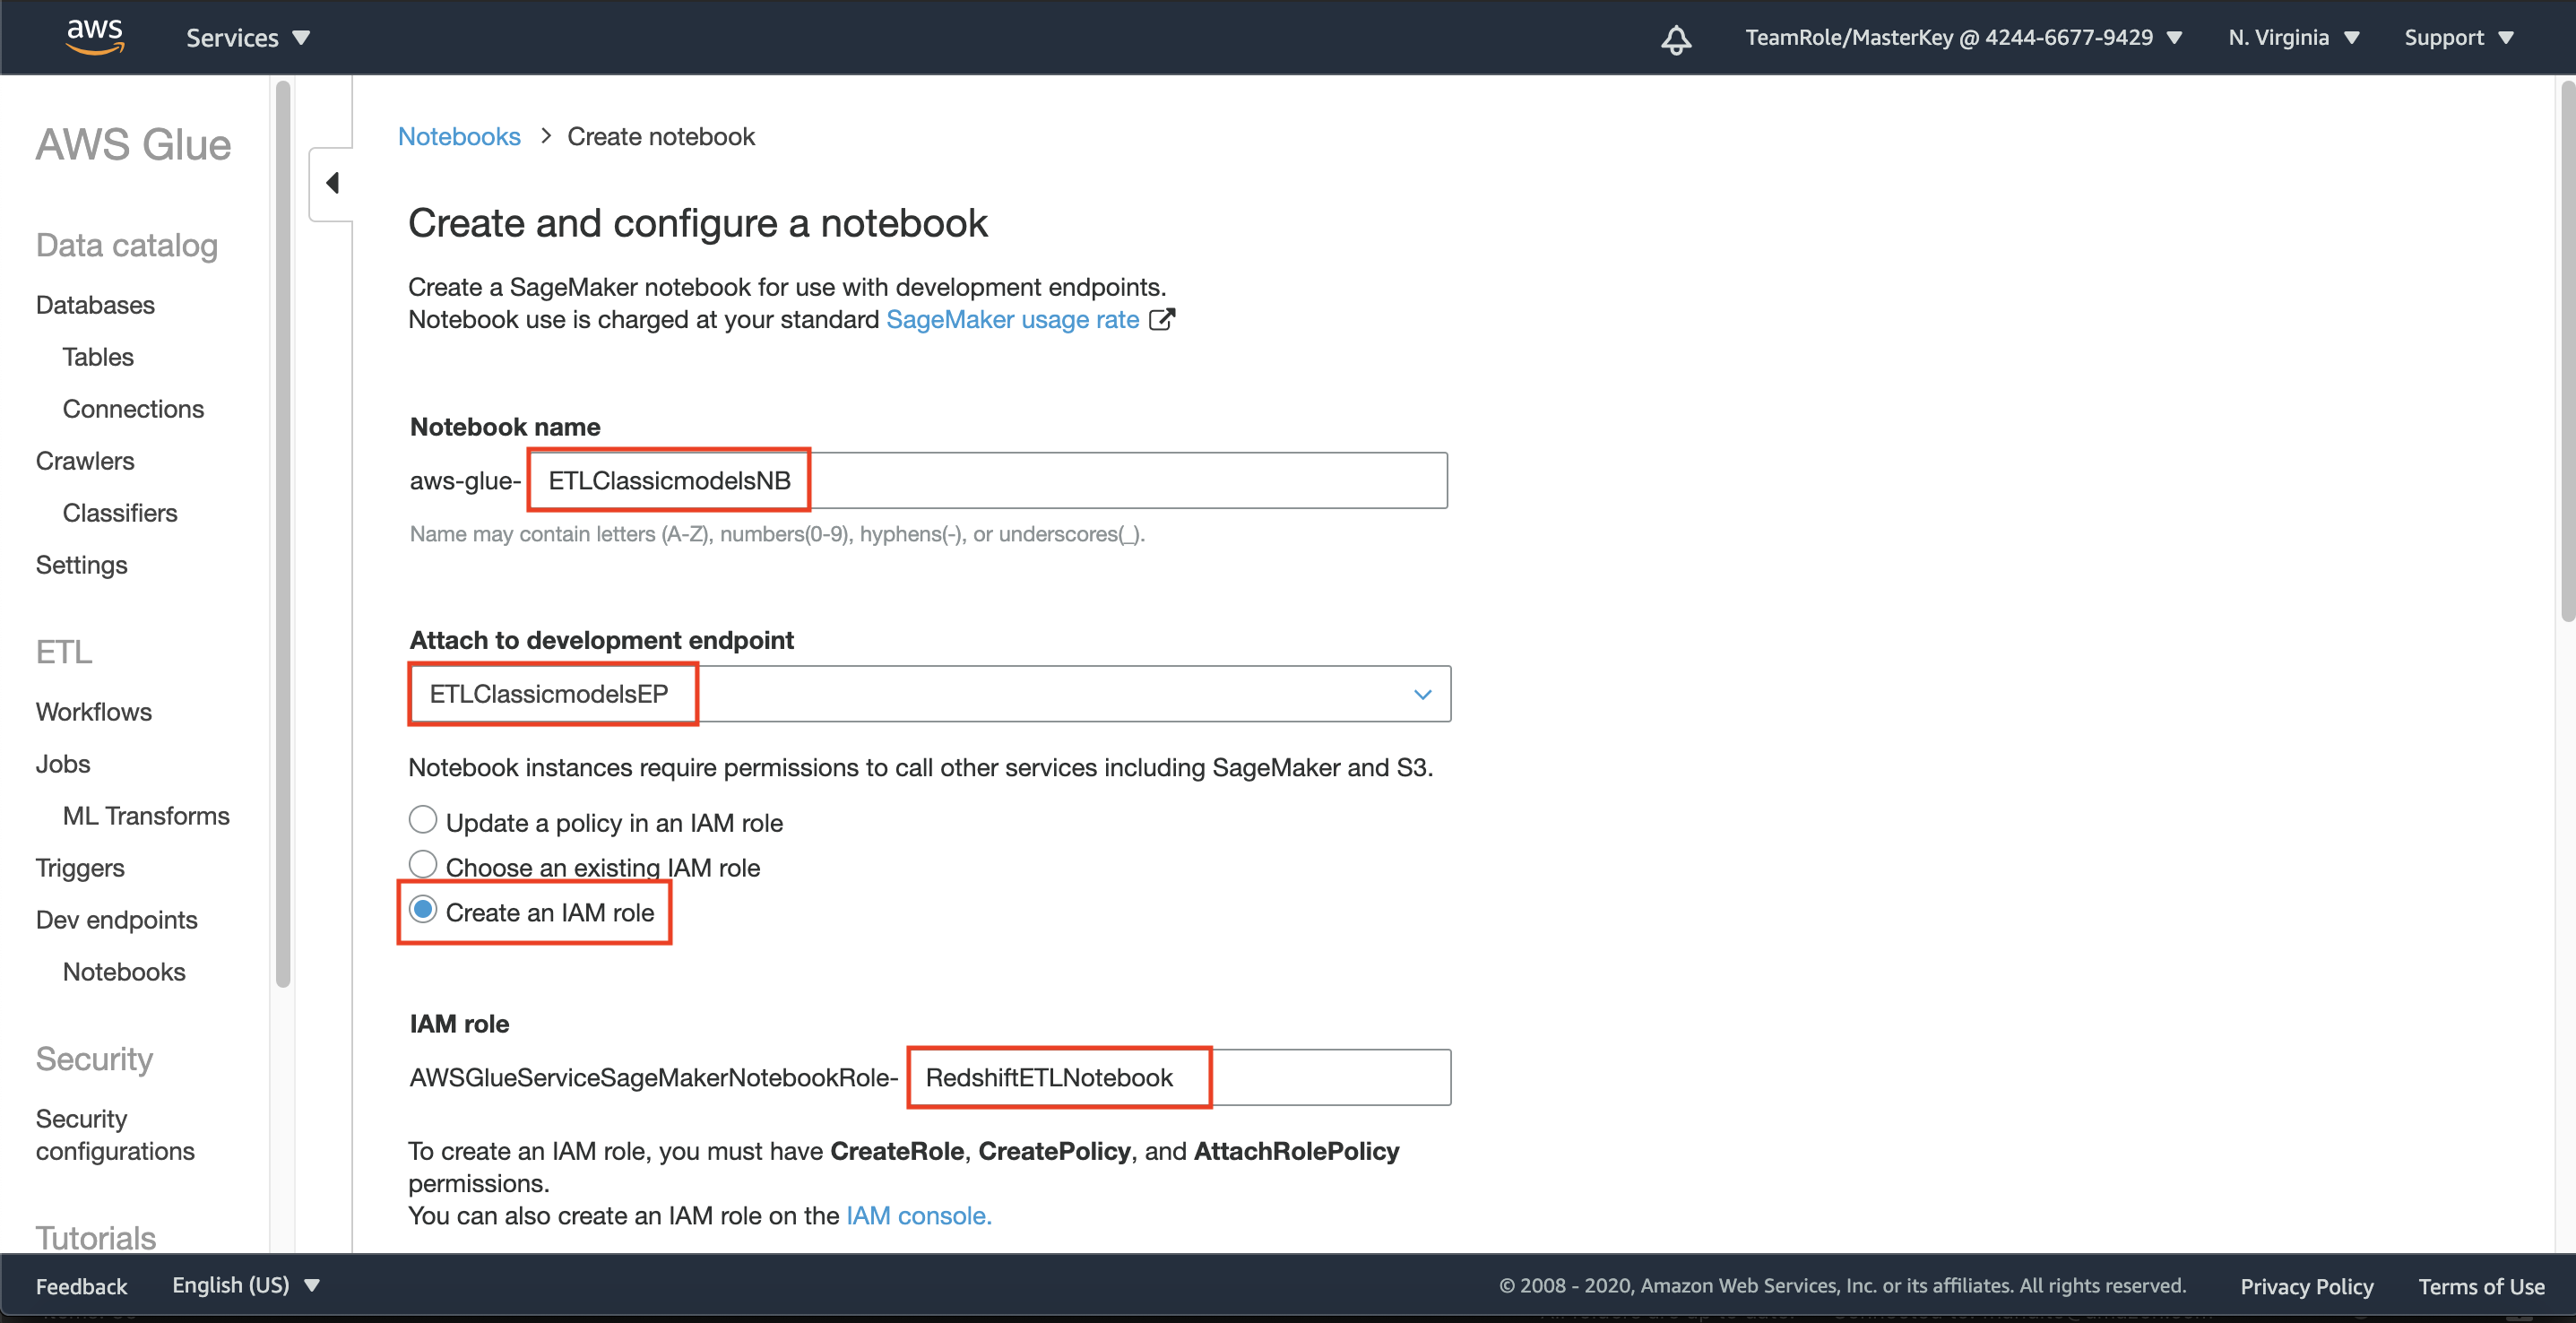 aws
Services
TeamRole/MasterKey @ 4244-6677-9429
N. Virginia
Support
AWS Glue
Data catalog
Databases
Tables
Connections
Crawlers
Classifiers
Settings
ETL
Workflows
Jobs
ML Transforms
Triggers
Dev endpoints
Notebooks
Security
Security
configurations
Tutorials
Notebooks > Create notebook
Create and configure a notebook
Create a SageMaker notebook for use with development endpoints.
Notebook use is charged at your standard SageMaker usage rate
Notebook name
aws-glue- ETLClassicmodelsNB
Name may contain letters (A-Z), numbers(0-9), hyphens(-), or underscores(_).
Attach to development endpoint
ETLClassicmodelsEP
Notebook instances require permissions to call other services including SageMaker and S3.
Update a policy in an IAM role
Choose an existing IAM role
Create an IAM role
IAM role
AWSGlueServiceSageMakerNotebookRole- RedshiftETLNotebook
To create an IAM role, you must have CreateRole, CreatePolicy, and AttachRolePolicy
permissions.
You can also create an IAM role on the IAM console.
Feedback
English (US)
© 2008 - 2020, Amazon Web Services, Inc. or its affiliates. All rights reserved.
Privacy Policy
Terms of Use